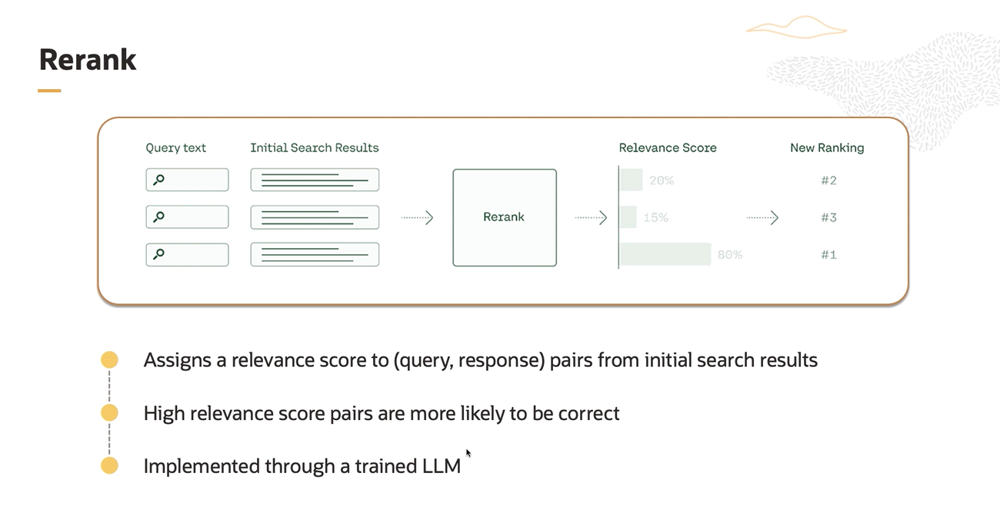 Rerank
Query text
Initial Search Results
Relevance Score
New Ranking
20%
#2
Rerank
15%
#3
80%
#1
Assigns a relevance score to (query, response) pairs from initial search results
High relevance score pairs are more likely to be correct
Implemented through a trained LLM